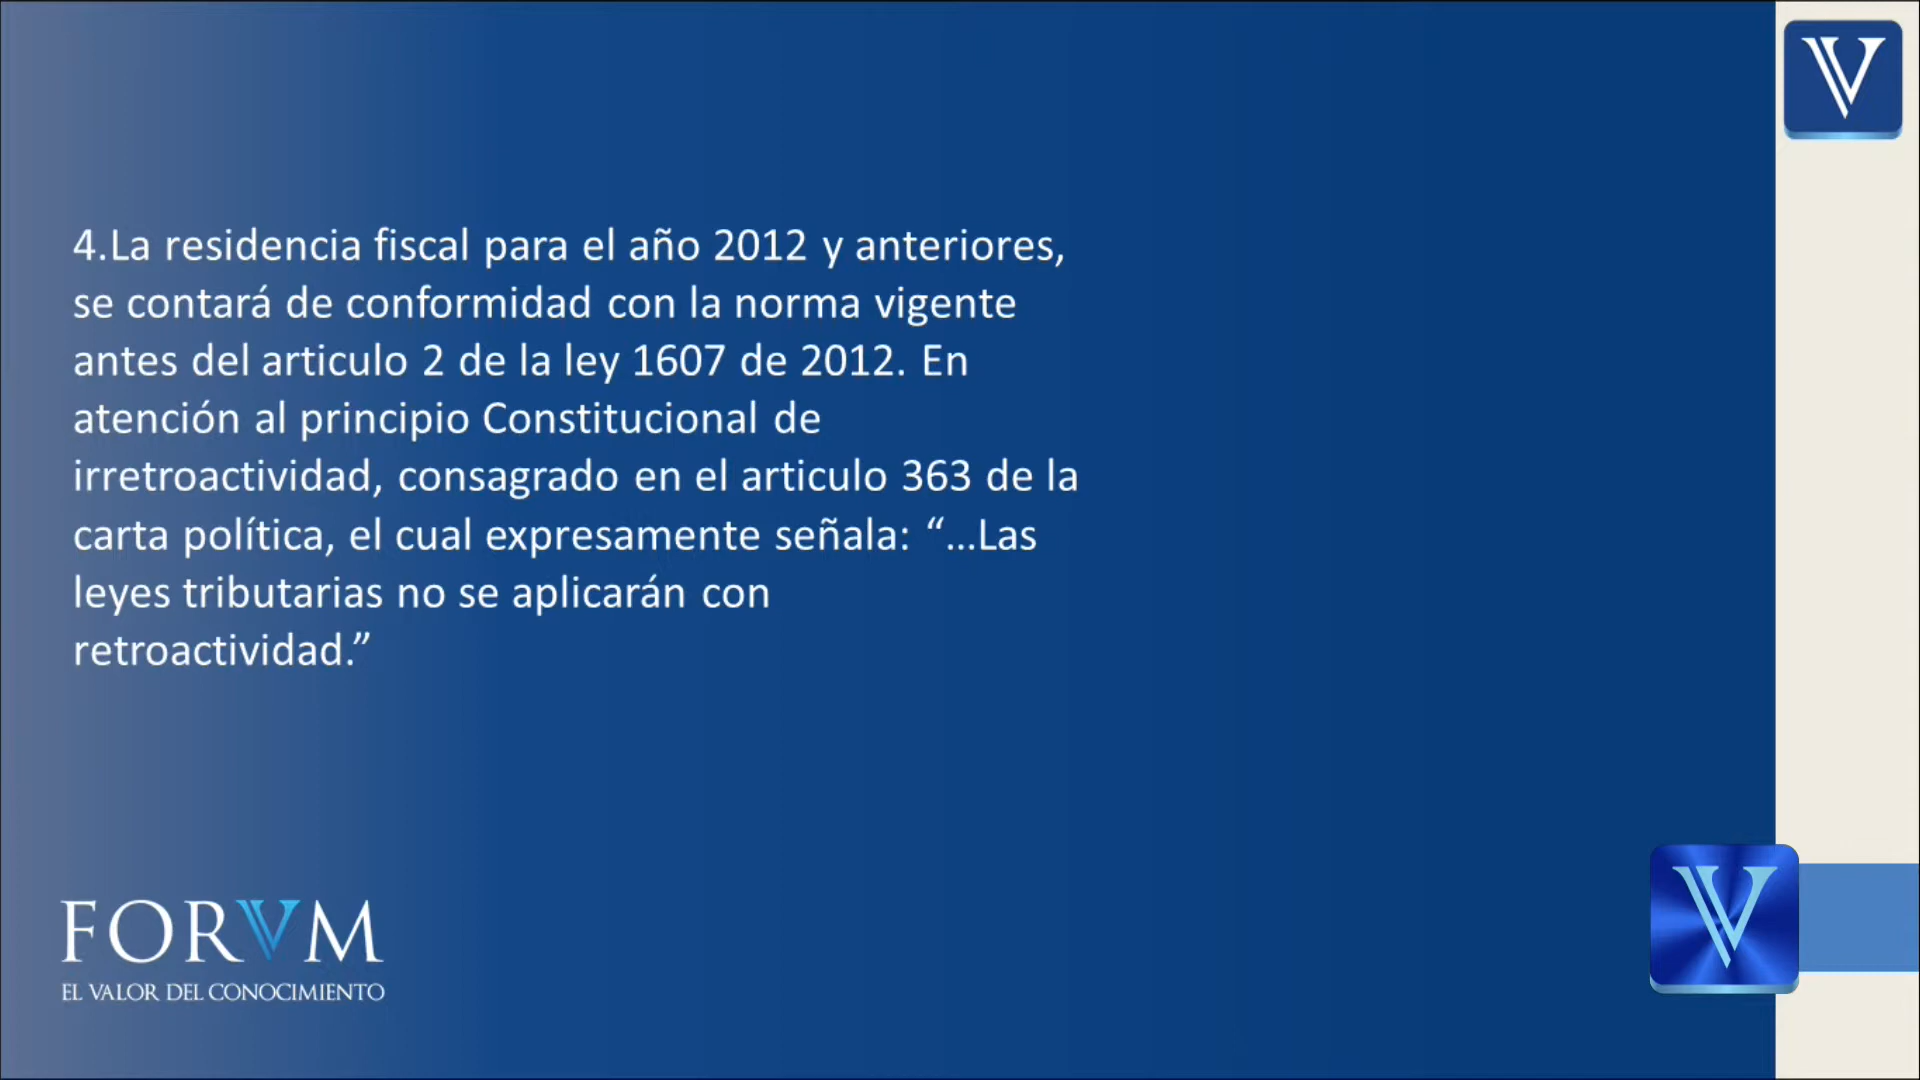 4.La residencia fiscal para el año 2012 y anteriores,
se contará de conformidad con la norma vigente
antes del articulo 2 de la ley 1607 de 2012. En
atención al principio Constitucional de
irretroactividad, consagrado en el articulo 363 de la
carta política, el cual expresamente señala: “…Las
leyes tributarias no se aplicarán con
retroactividad.”
FORVM
EL VALOR DEL CONOCIMIENTO
V
V